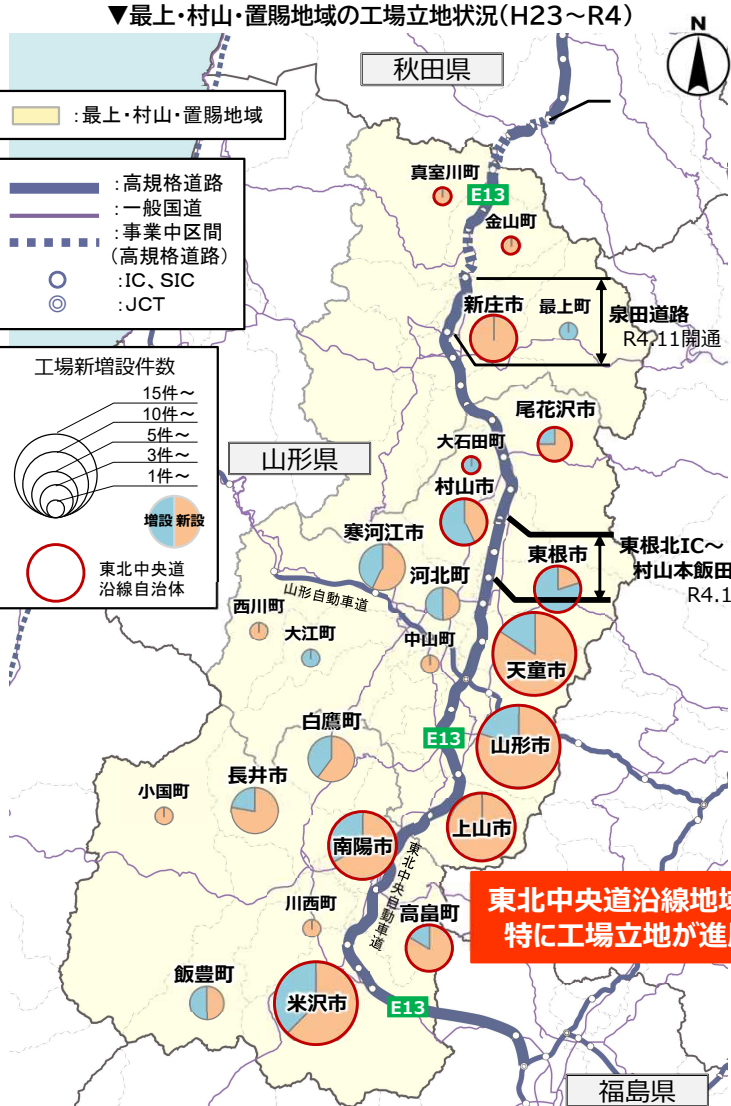 ▼最上・村山・置賜地域の工場立地状況(H23～R4)
N
秋田県
：最上・村山・置賜地域
：高規格道路
：一般国道
：事業中区間
(高規格道路)
：IC、SIC
：JCT
真室川町
E13
金山町
新庄市
最上町
泉田道路
R4.11開通
工場新増設件数
15件～
10件～
5件～
3件～
1件～
増設 新設
東北中央道
沿線自治体
山形県
尾花沢市
大石田町
村山市
寒河江市
河北町
東根市
東根北IC～
村山本飯田
R4.1
山形自動車道
西川町
大江町
中山町
天童市
白鷹町
E13
山形市
長井市
小国町
南陽市
上山市
東北中央自動車道
川西町
高畠町
東北中央道沿線地域
特に工場立地が進
飯豊町
米沢市
E13
福島県